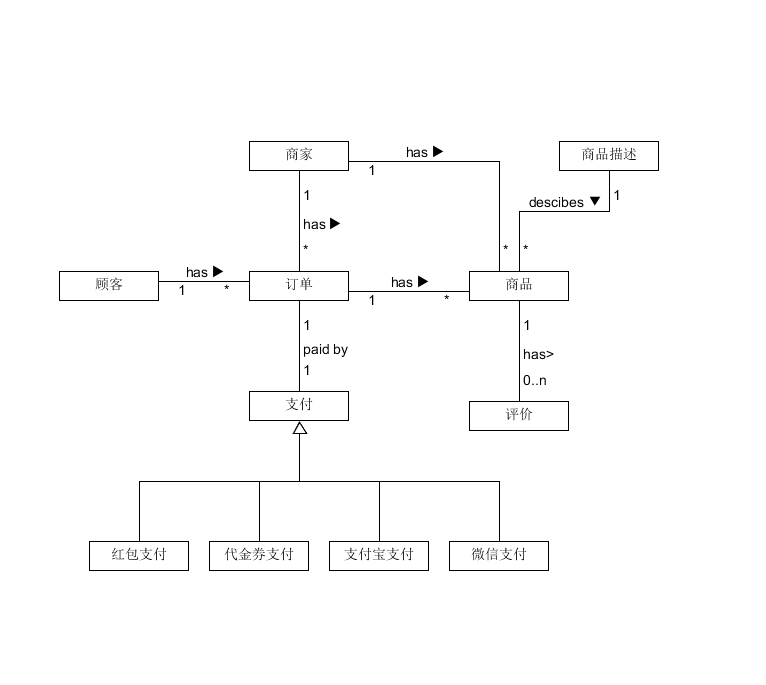 商家
has ▶
1
商品描述
1
descibes ▼
1
has ▶
*
*
*
顾客
has ▶
1
*
订单
has ▶
1
*
商品
1
paid by
1
1
has>
0..n
支付
评价
红包支付
代金券支付
支付宝支付
微信支付